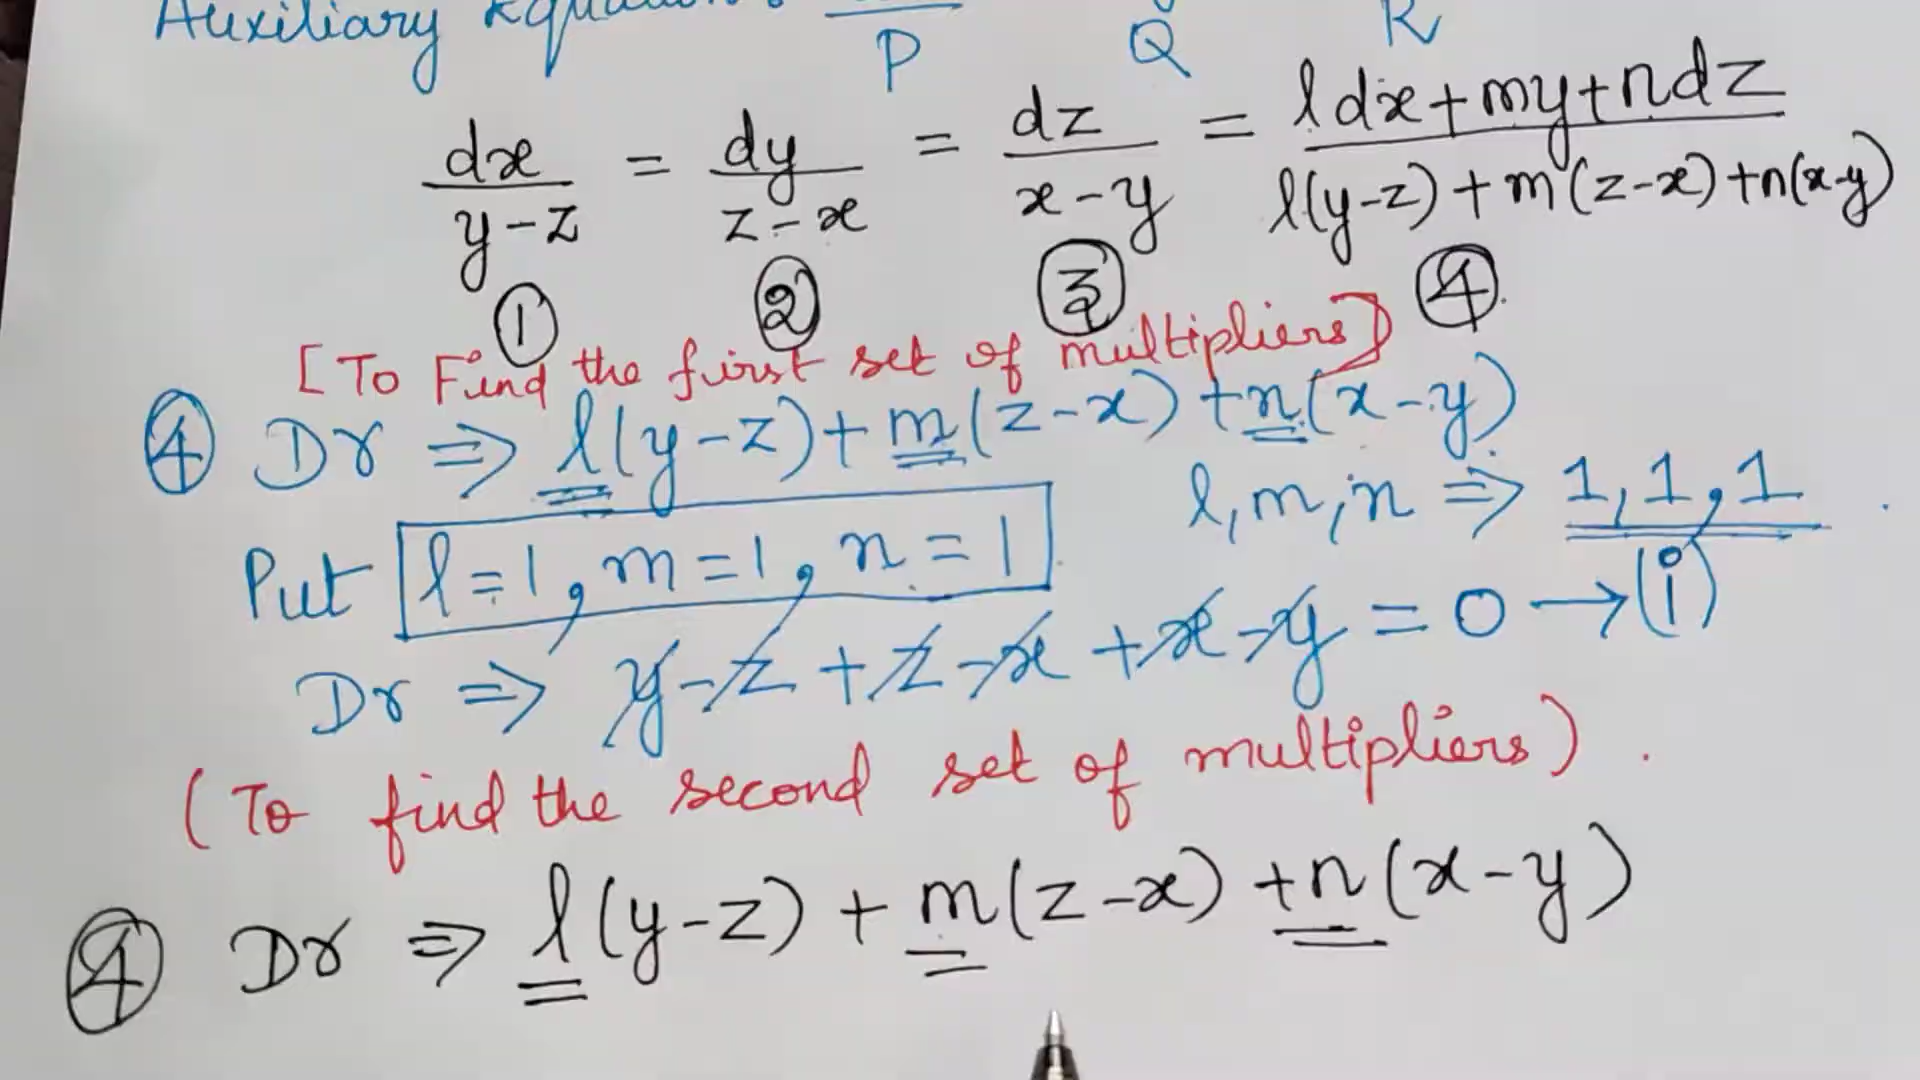 Auxiliary Equation:
P Q R
dx/y-z = dy/z-x = dz/x-y = ldx+my+ndz/l(y-z)+m(z-x)+n(x-y)
① ② ③ ④
[To Find the first set of multipliers]
④ Dr ⇒ l(y-z)+m(z-x)+n(x-y)
l,m,n ⇒ 1,1,1
Put l=1, m=1, n=1
Dr ⇒ y-z+z-x+x-y=0 → (i)
(To find the second set of multipliers).
④ Dr ⇒ l(y-z)+m(z-x)+n(x-y)